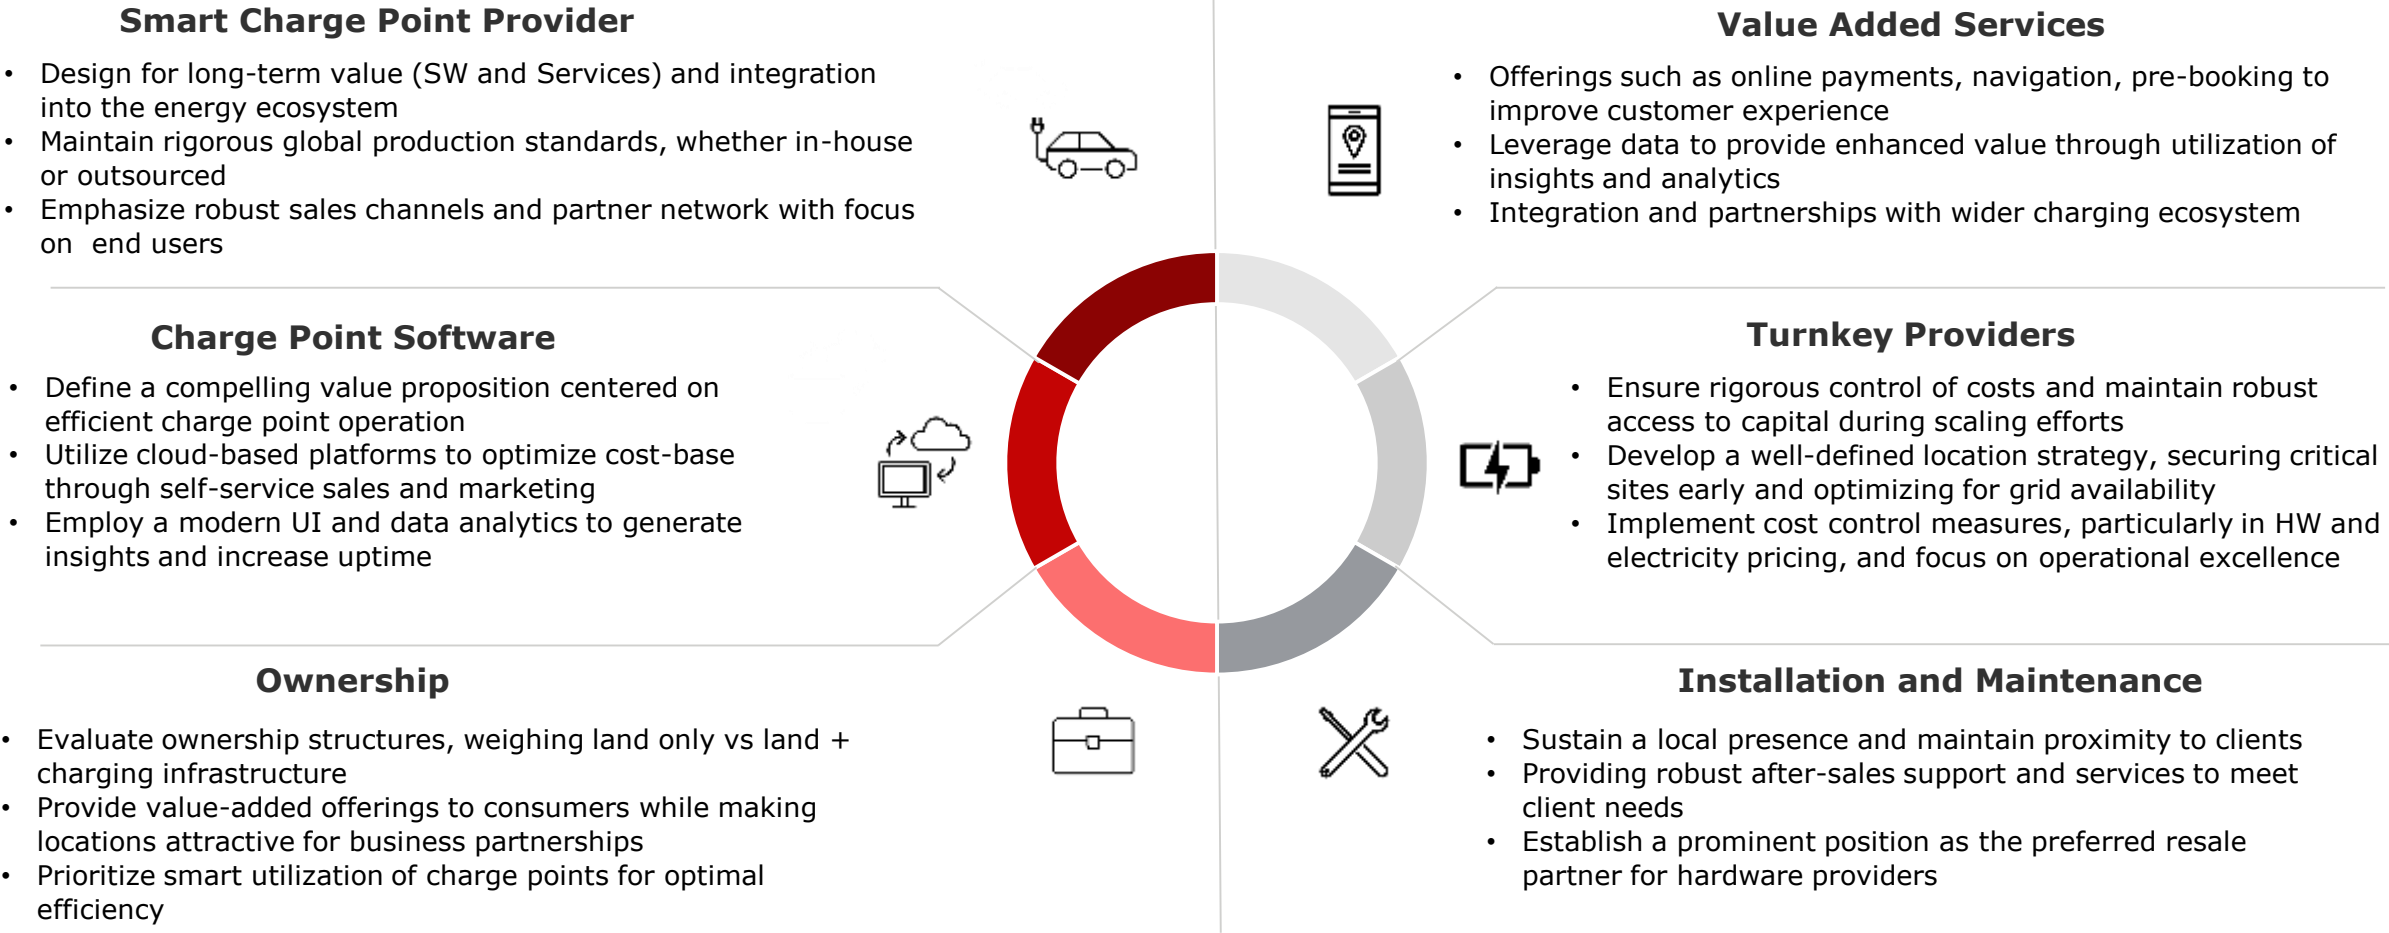 Smart Charge Point Provider
• Design for long-term value (SW and Services) and integration
into the energy ecosystem
• Maintain rigorous global production standards, whether in-house
or outsourced
• Emphasize robust sales channels and partner network with focus
on  end users
Charge Point Software
• Define a compelling value proposition centered on
efficient charge point operation
• Utilize cloud-based platforms to optimize cost-base
through self-service sales and marketing
• Employ a modern UI and data analytics to generate
insights and increase uptime
Ownership
• Evaluate ownership structures, weighing land only vs land +
charging infrastructure
• Provide value-added offerings to consumers while making
locations attractive for business partnerships
• Prioritize smart utilization of charge points for optimal
efficiency
Value Added Services
• Offerings such as online payments, navigation, pre-booking to
improve customer experience
• Leverage data to provide enhanced value through utilization of
insights and analytics
• Integration and partnerships with wider charging ecosystem
Turnkey Providers
• Ensure rigorous control of costs and maintain robust
access to capital during scaling efforts
• Develop a well-defined location strategy, securing critical
sites early and optimizing for grid availability
• Implement cost control measures, particularly in HW and
electricity pricing, and focus on operational excellence
Installation and Maintenance
• Sustain a local presence and maintain proximity to clients
• Providing robust after-sales support and services to meet
client needs
• Establish a prominent position as the preferred resale
partner for hardware providers